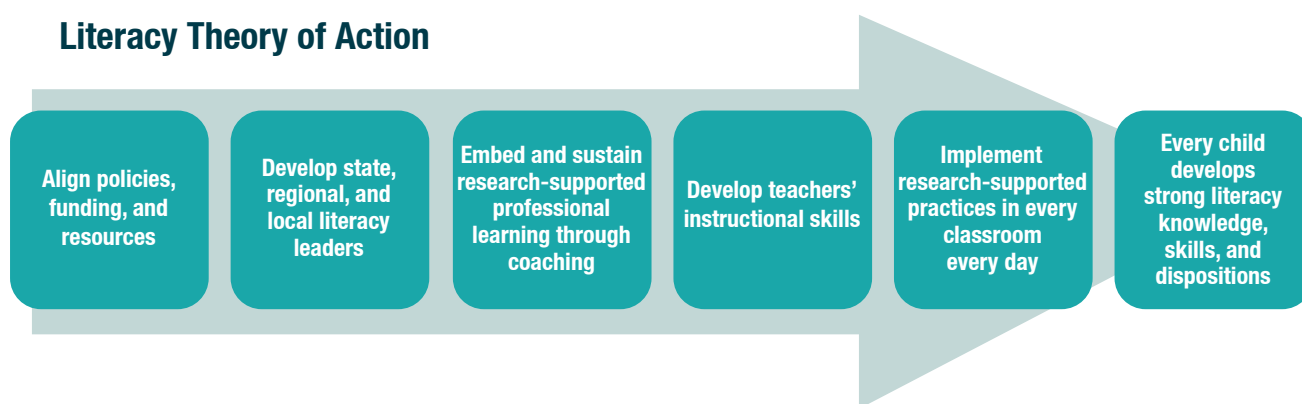 Literacy Theory of Action
Align policies,
funding, and
resources
Develop state,
regional, and
local literacy
leaders
Embed and sustain
research-supported
professional
learning through
coaching
Develop teachers’
instructional skills
Implement
research-supported
practices in every
classroom
every day
Every child
develops
strong literacy
knowledge,
skills, and
dispositions